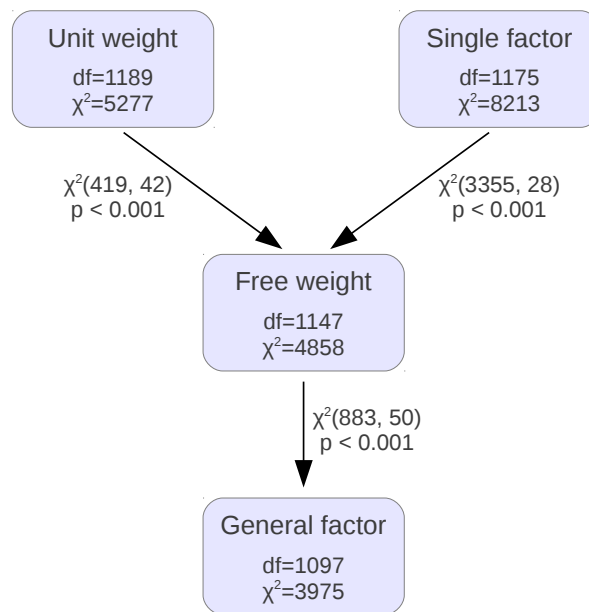 Unit weight
df=1189
χ²=5277
Single factor
df=1175
χ²=8213
χ²(419, 42)
p < 0.001
χ²(3355, 28)
p < 0.001
Free weight
df=1147
χ²=4858
χ²(883, 50)
p < 0.001
General factor
df=1097
χ²=3975